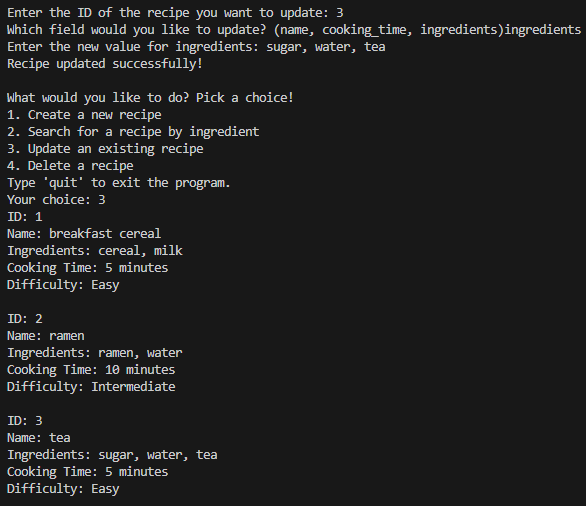 Enter the ID of the recipe you want to update: 3
Which field would you like to update? (name, cooking_time, ingredients)ingredients
Enter the new value for ingredients: sugar, water, tea
Recipe updated successfully!

What would you like to do? Pick a choice!
1. Create a new recipe
2. Search for a recipe by ingredient
3. Update an existing recipe
4. Delete a recipe
Type 'quit' to exit the program.
Your choice: 3
ID: 1
Name: breakfast cereal
Ingredients: cereal, milk
Cooking Time: 5 minutes
Difficulty: Easy

ID: 2
Name: ramen
Ingredients: ramen, water
Cooking Time: 10 minutes
Difficulty: Intermediate

ID: 3
Name: tea
Ingredients: sugar, water, tea
Cooking Time: 5 minutes
Difficulty: Easy